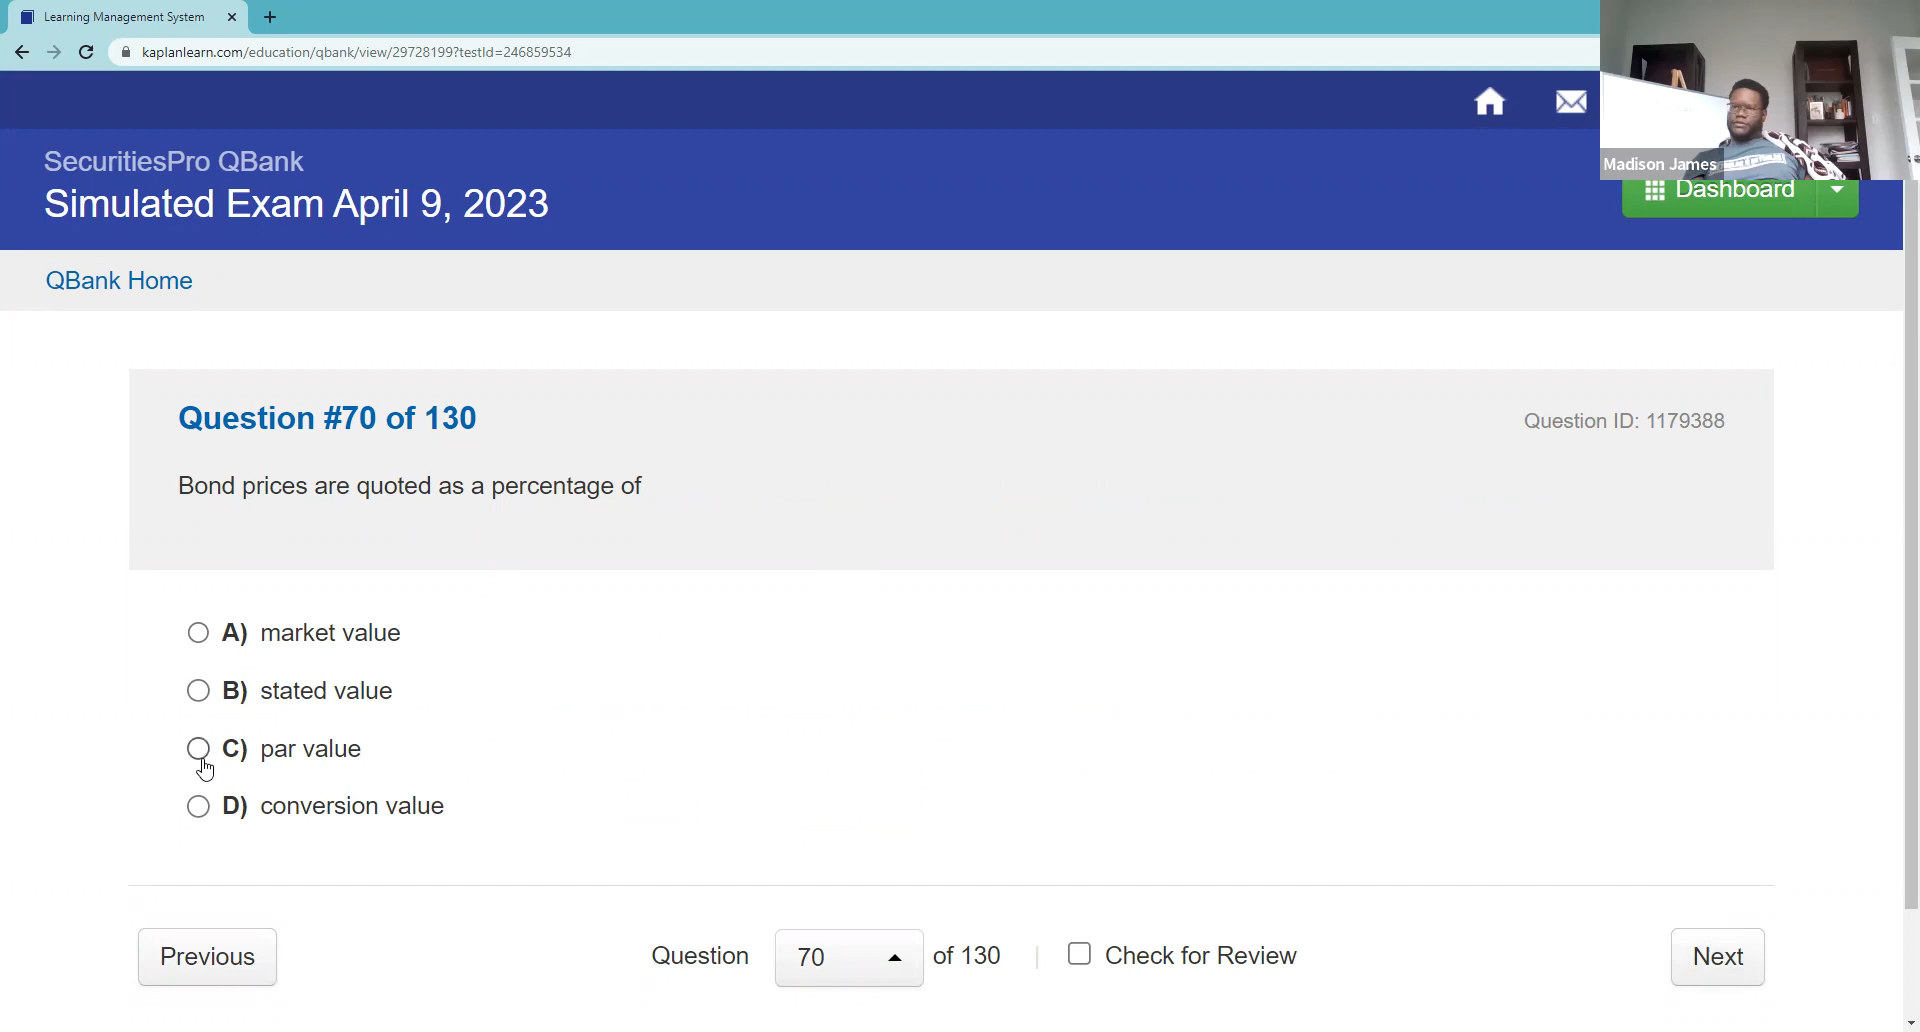 Learning Management System
kaplanlearn.com/education/qbank/view/29728199?testId=246859534
Madison James
SecuritiesPro QBank
Simulated Exam April 9, 2023
Dashboard
QBank Home
Question #70 of 130
Question ID: 1179388
Bond prices are quoted as a percentage of
A) market value
B) stated value
C) par value
D) conversion value
Previous
Question 70 of 130
Check for Review
Next